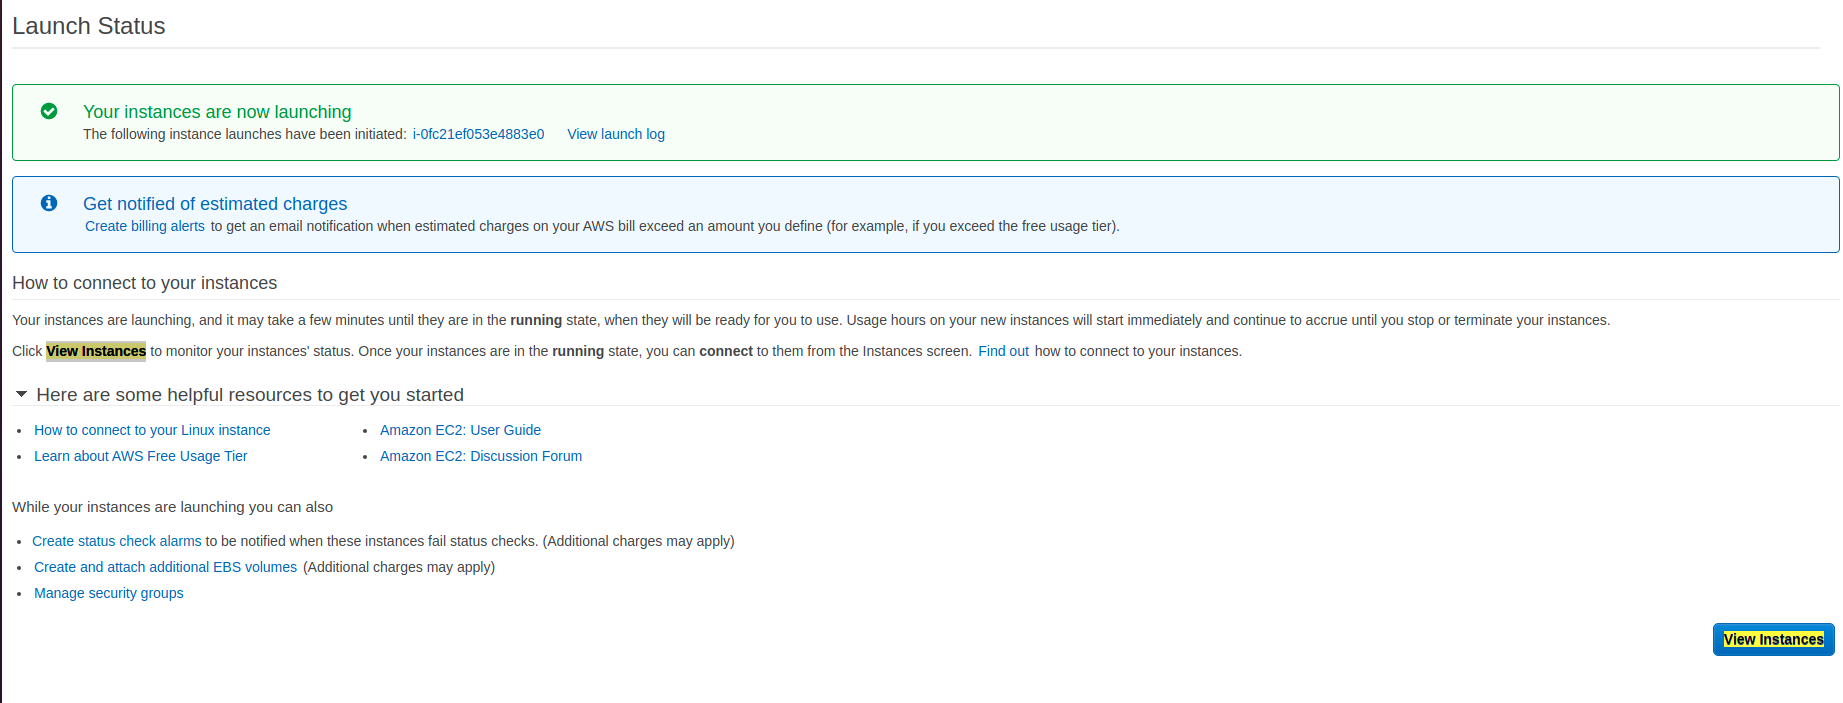 Launch Status
Your instances are now launching
The following instance launches have been initiated: i-0fc21ef053e4883e0 View launch log
Get notified of estimated charges
Create billing alerts to get an email notification when estimated charges on your AWS bill exceed an amount you define (for example, if you exceed the free usage tier).
How to connect to your instances
Your instances are launching, and it may take a few minutes until they are in the running state, when they will be ready for you to use. Usage hours on your new instances will start immediately and continue to accrue until you stop or terminate your instances.
Click View Instances to monitor your instances' status. Once your instances are in the running state, you can connect to them from the Instances screen. Find out how to connect to your instances.
Here are some helpful resources to get you started
How to connect to your Linux instance
Learn about AWS Free Usage Tier
Amazon EC2: User Guide
Amazon EC2: Discussion Forum
While your instances are launching you can also
Create status check alarms to be notified when these instances fail status checks. (Additional charges may apply)
Create and attach additional EBS volumes (Additional charges may apply)
Manage security groups
View Instances